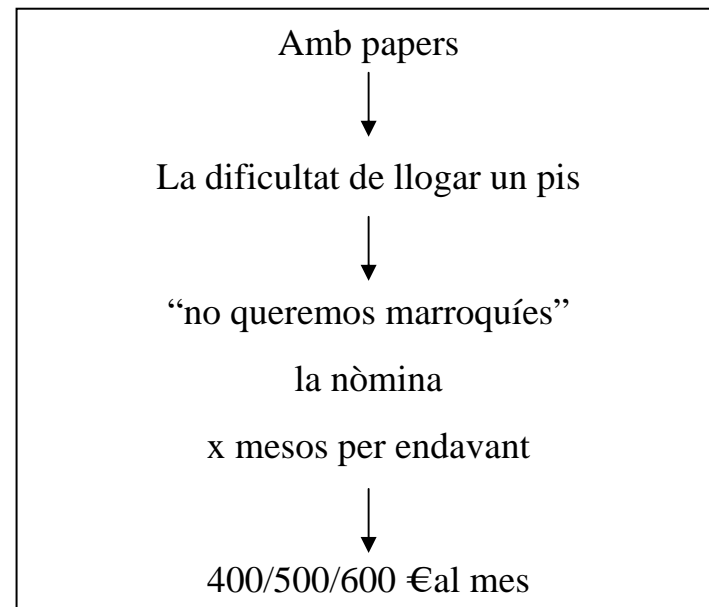 Amb papers
La dificultat de llogar un pis
“no queremos marroquíes”
la nòmina
x mesos per endavant
400/500/600 €al mes